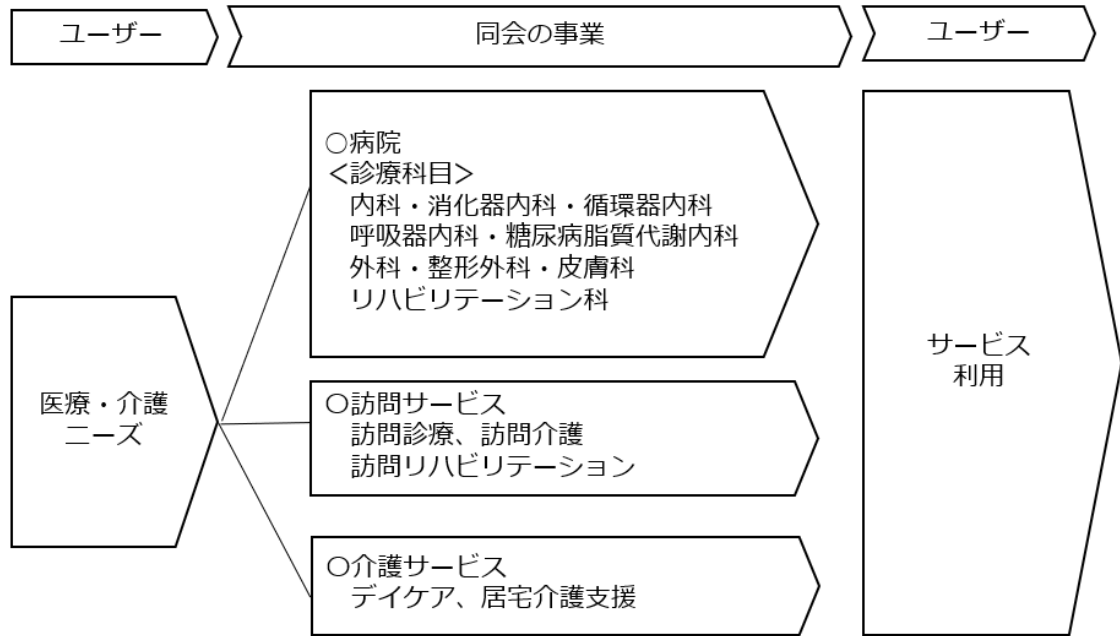 ユーザー
同会の事業
ユーザー
医療・介護
ニーズ
○病院
＜診療科目＞
内科・消化器内科・循環器内科
呼吸器内科・糖尿病脂質代謝内科
外科・整形外科・皮膚科
リハビリテーション科
○訪問サービス
訪問診療、訪問介護
訪問リハビリテーション
○介護サービス
デイケア、居宅介護支援
サービス
利用